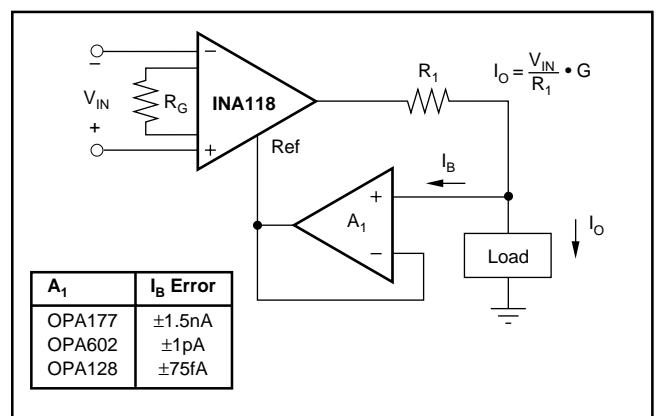 −
V_IN
+
R_G
−
INA118
+
Ref
R_1
I_O = V_IN / R_1 • G
I_B
+
A_1
−
Load
I_O
A_1 I_B Error
OPA177 ±1.5nA
OPA602 ±1pA
OPA128 ±75fA